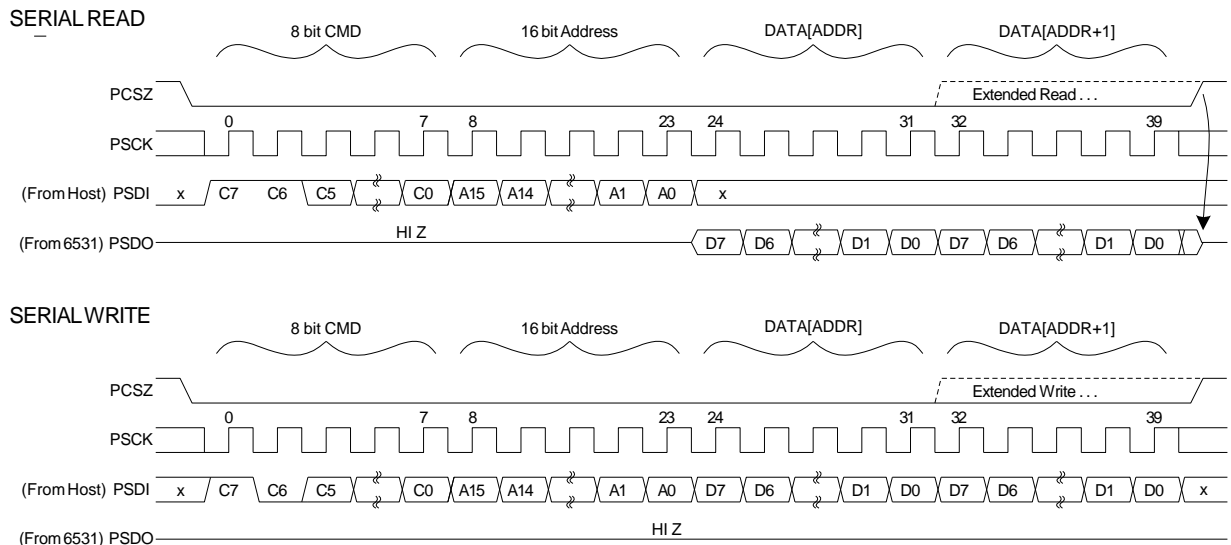 SERIAL READ
8 bit CMD 16 bit Address DATA[ADDR] DATA[ADDR+1]
PCSZ Extended Read . . .
0 7 8 23 24 31 32 39
PSCK
(From Host) PSDI x C7 C6 C5 C0 A15 A14 A1 A0 x
HI Z
(From 6531) PSDO D7 D6 D1 D0 D7 D6 D1 D0
SERIAL WRITE
8 bit CMD 16 bit Address DATA[ADDR] DATA[ADDR+1]
PCSZ Extended Write . . .
0 7 8 23 24 31 32 39
PSCK
(From Host) PSDI x C7 C6 C5 C0 A15 A14 A1 A0 D7 D6 D1 D0 D7 D6 D1 D0 x
HI Z
(From 6531) PSDO